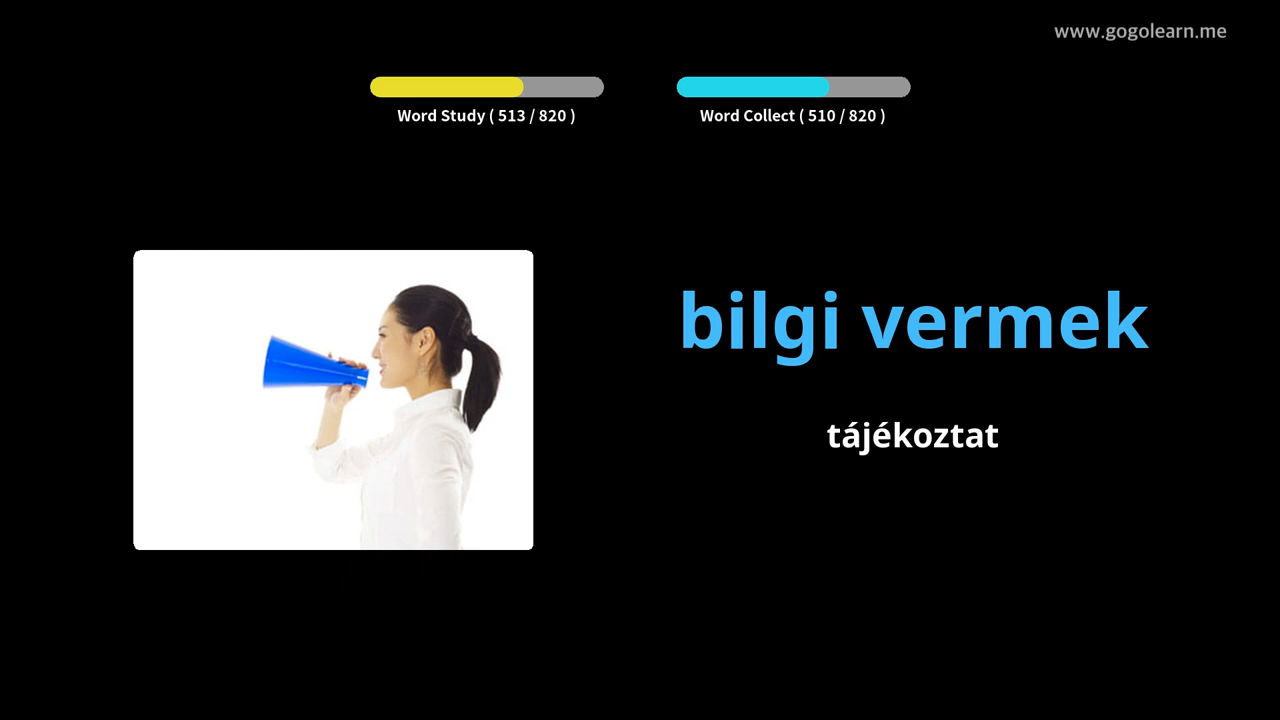 www.gogolearn.me
Word Study ( 513 / 820 )
Word Collect ( 510 / 820 )
bilgi vermek
tájékoztat